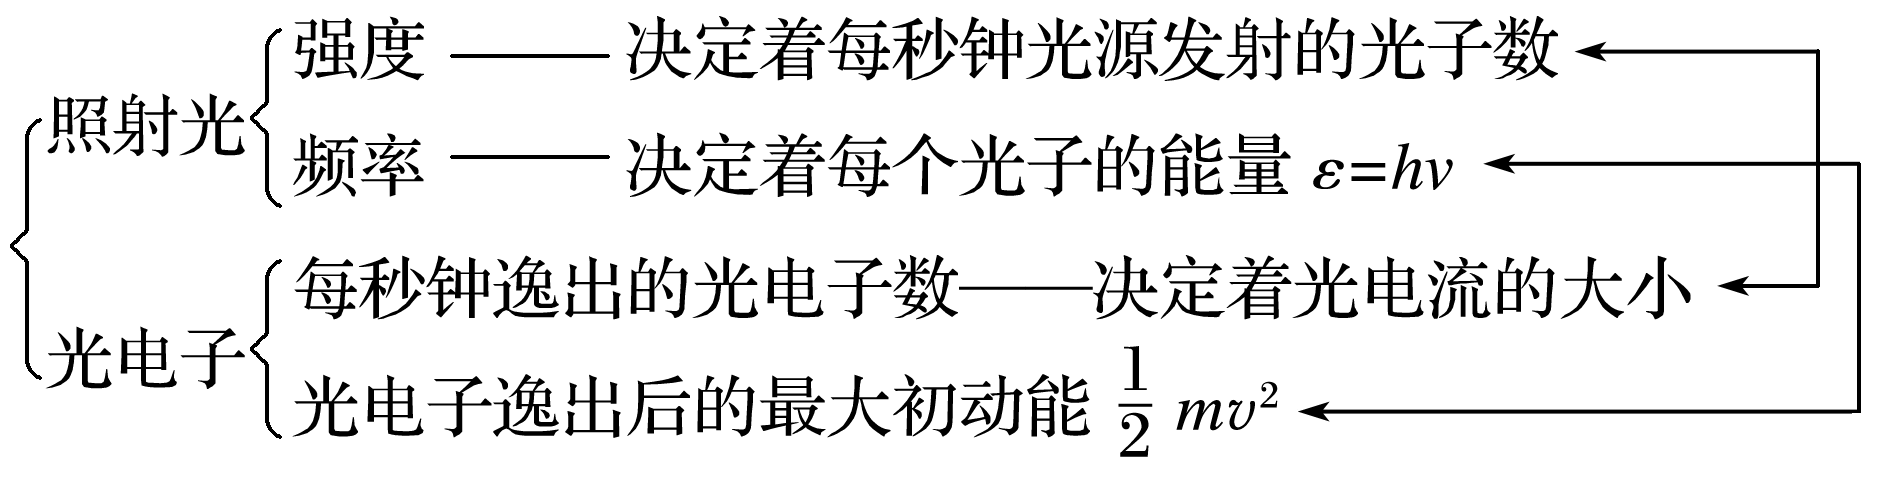 强度 —— 决定着每秒钟光源发射的光子数
照射光
频率 —— 决定着每个光子的能量 ε=hν
每秒钟逸出的光电子数——决定着光电流的大小
光电子
光电子逸出后的最大初动能 1/2 mv²